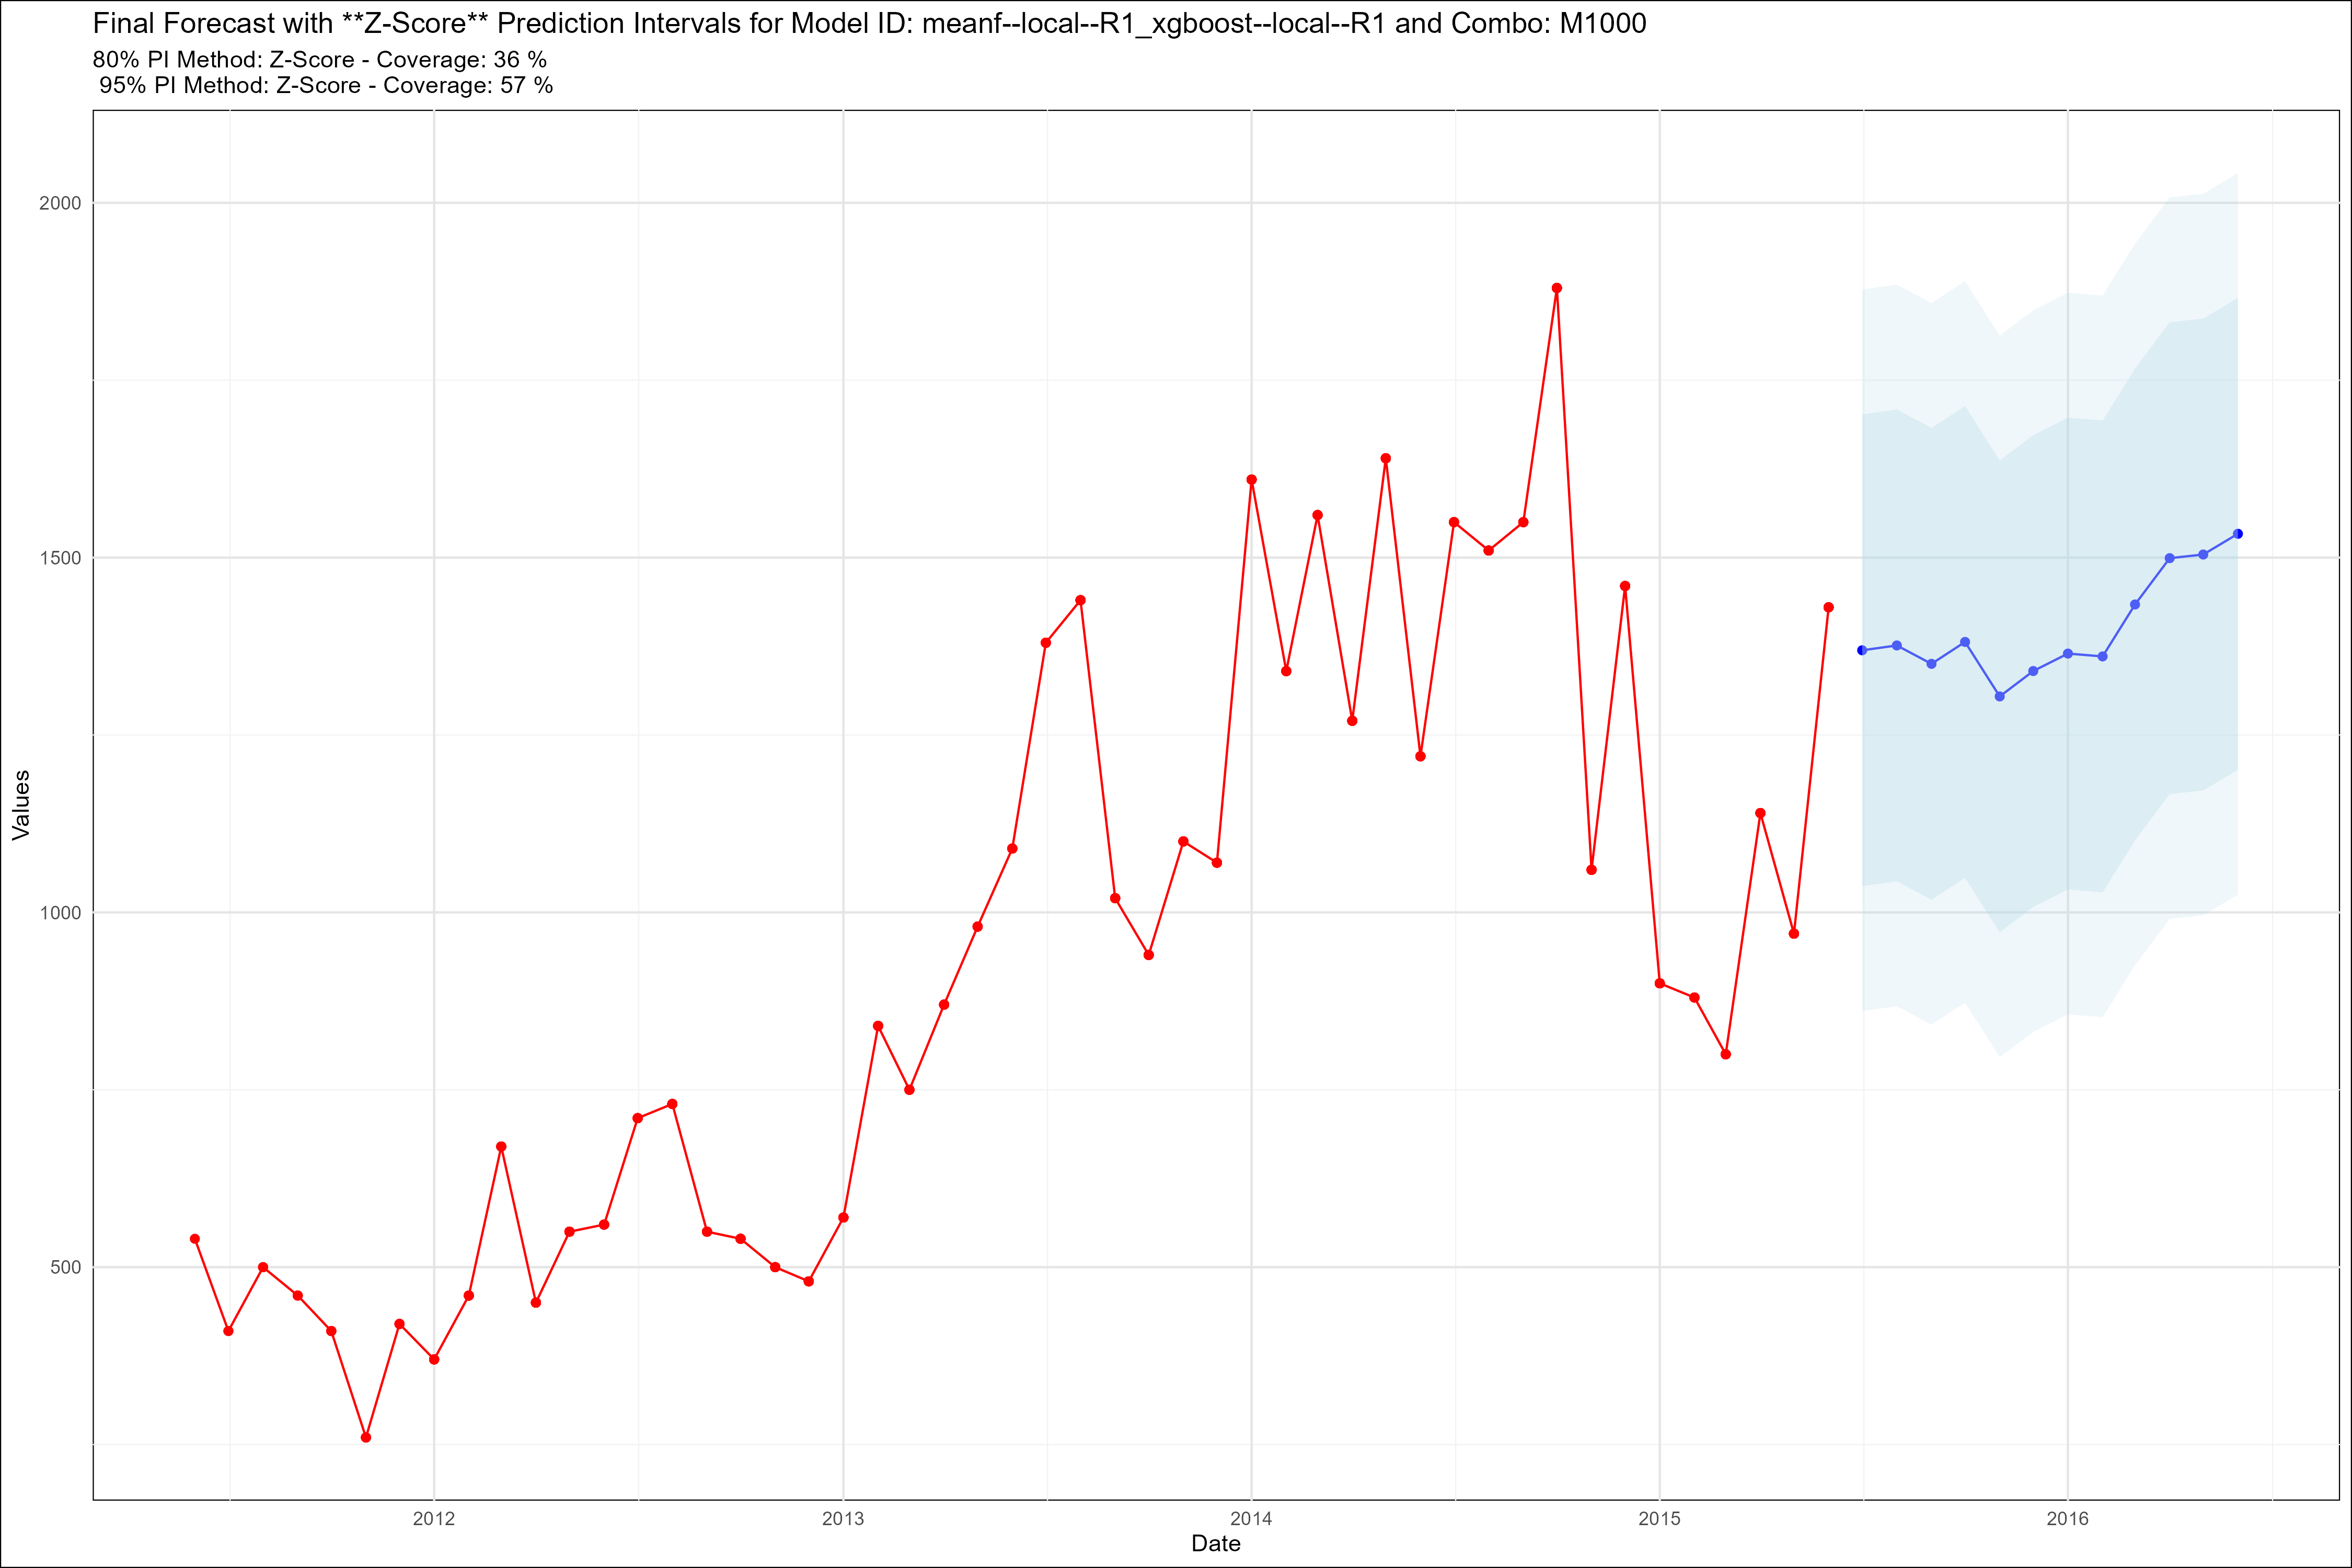 Final Forecast with **Z-Score** Prediction Intervals for Model ID: meanf--local--R1_xgboost--local--R1 and Combo: M1000
80% PI Method: Z-Score - Coverage: 36 %
95% PI Method: Z-Score - Coverage: 57 %
Values
2000
1500
1000
500
2012
2013
2014
2015
2016
Date